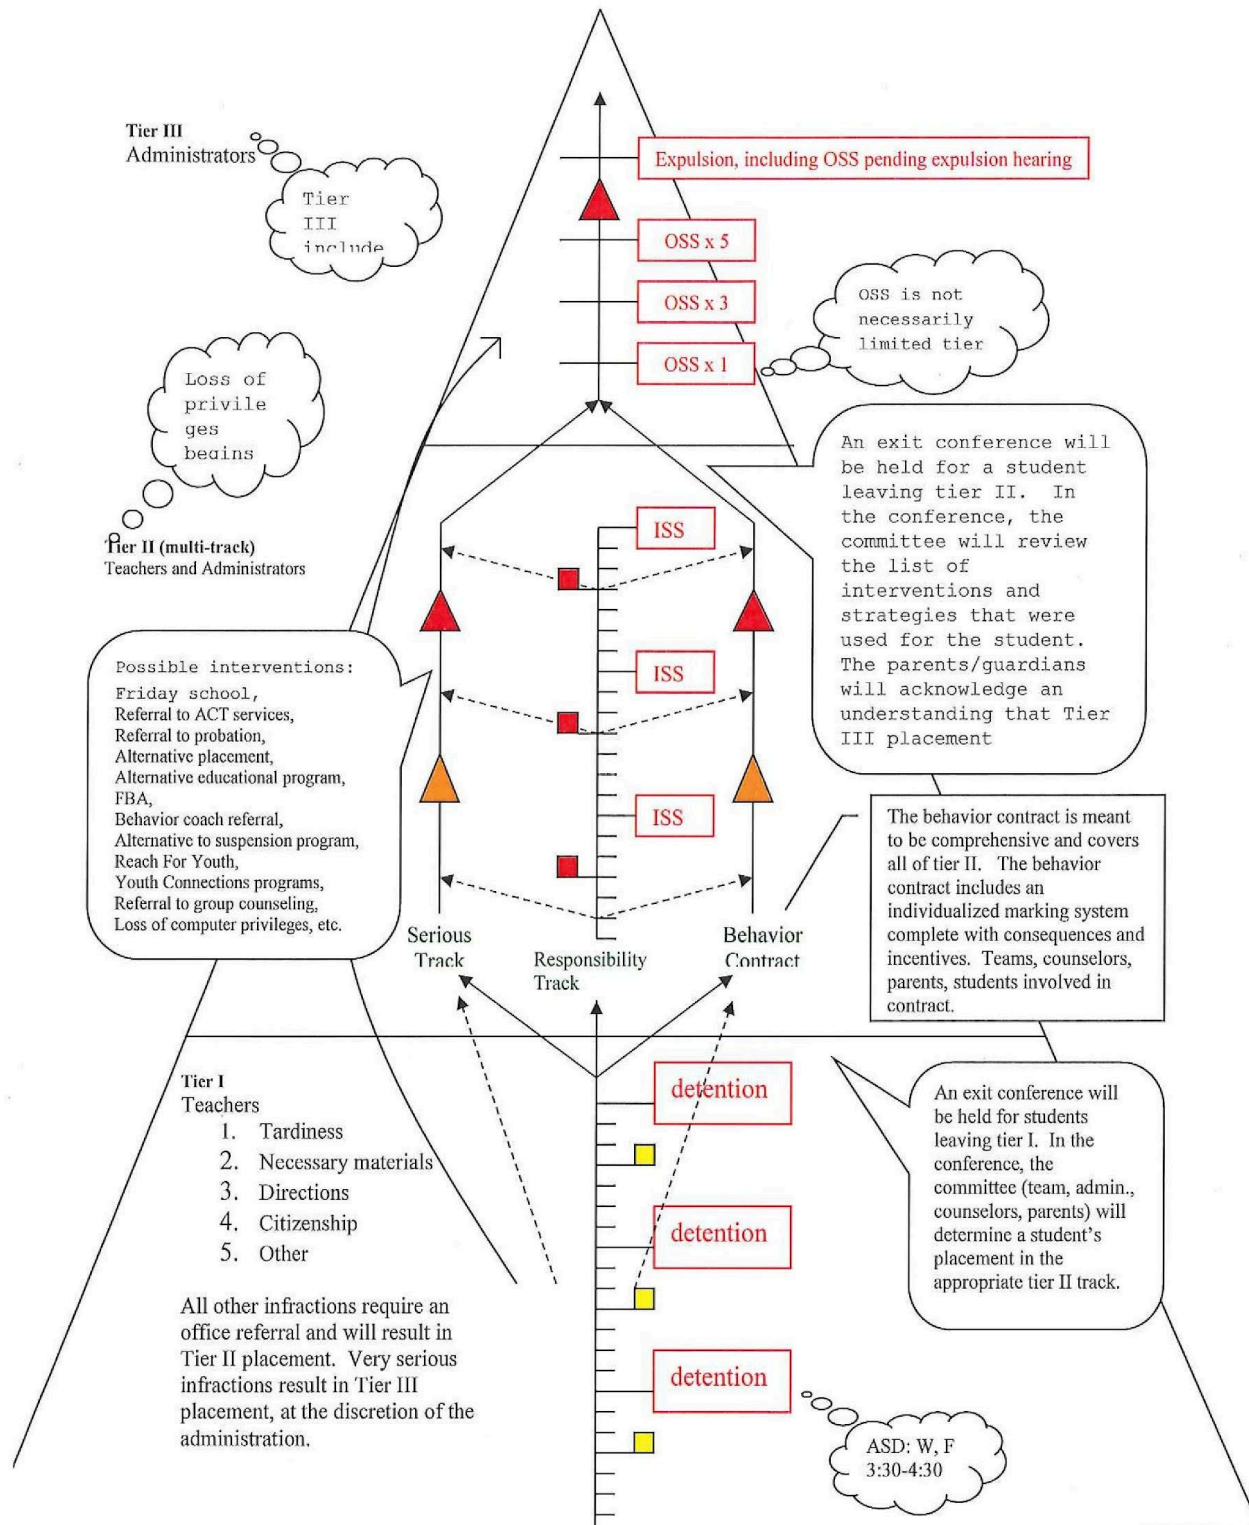 Tier III
Administrators
Tier
III
include
Expulsion, including OSS pending expulsion hearing
OSS x 5
OSS x 3
OSS x 1
OSS is not
necessarily
limited tier
Loss of
privile
ges
begins
Tier II (multi-track)
Teachers and Administrators
An exit conference will
be held for a student
leaving tier II. In
the conference, the
committee will review
the list of
interventions and
strategies that were
used for the student.
The parents/guardians
will acknowledge an
understanding that Tier
III placement
ISS
ISS
ISS
Possible interventions:
Friday school,
Referral to ACT services,
Referral to probation,
Alternative placement,
Alternative educational program,
FBA,
Behavior coach referral,
Alternative to suspension program,
Reach For Youth,
Youth Connections programs,
Referral to group counseling,
Loss of computer privileges, etc.
The behavior contract is meant
to be comprehensive and covers
all of tier II. The behavior
contract includes an
individualized marking system
complete with consequences and
incentives. Teams, counselors,
parents, students involved in
contract.
Serious
Track
Responsibility
Track
Behavior
Contract
Tier I
Teachers
1. Tardiness
2. Necessary materials
3. Directions
4. Citizenship
5. Other
All other infractions require an
office referral and will result in
Tier II placement. Very serious
infractions result in Tier III
placement, at the discretion of the
administration.
detention
detention
detention
An exit conference will
be held for students
leaving tier I. In the
conference, the
committee (team, admin.,
counselors, parents) will
determine a student's
placement in the
appropriate tier II track.
ASD: W, F
3:30-4:30